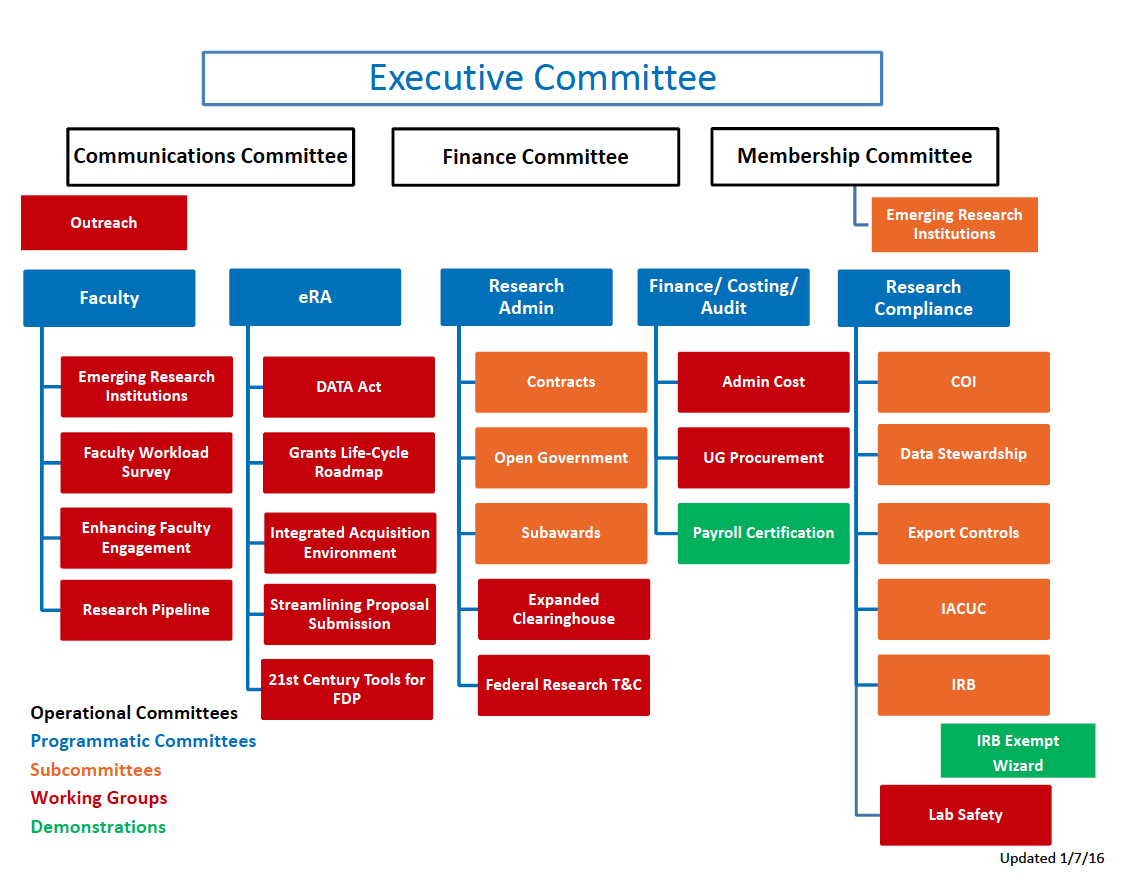 Executive Committee
Communications Committee
Finance Committee
Membership Committee
Outreach
Emerging Research
Institutions
Faculty
eRA
Research
Admin
Finance/ Costing/
Audit
Research
Compliance
Emerging Research
Institutions
Faculty Workload
Survey
Enhancing Faculty
Engagement
Research Pipeline
DATA Act
Grants Life-Cycle
Roadmap
Integrated Acquisition
Environment
Streamlining Proposal
Submission
21st Century Tools for
FDP
Contracts
Open Government
Subawards
Expanded
Clearinghouse
Federal Research T&C
Admin Cost
UG Procurement
Payroll Certification
COI
Data Stewardship
Export Controls
IACUC
IRB
IRB Exempt
Wizard
Lab Safety
Operational Committees
Programmatic Committees
Subcommittees
Working Groups
Demonstrations
Updated 1/7/16